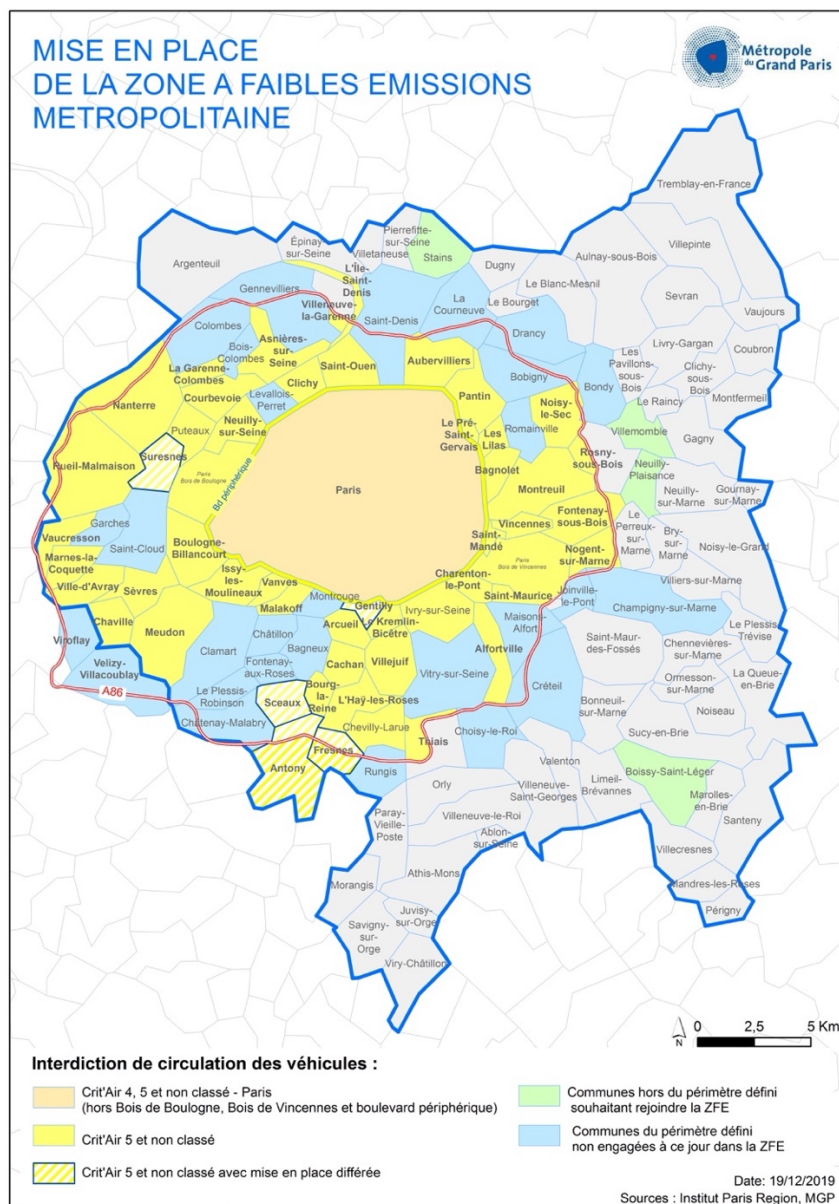 MISE EN PLACE
DE LA ZONE A FAIBLES EMISSIONS
METROPOLITAINE
Métropole
du Grand Paris
Tremblay-en-France
Pierrefitte-
sur-Seine
Épinay-
sur-Seine
Villetaneuse
Stains
Argenteuil
L'Île-
Saint-
Denis
Dugny
Aulnay-sous-Bois
Villepinte
Le Blanc-Mesnil
Gennevilliers
Villeneuve-
la-Garenne
La
Courneuve
Le Bourget
Sevran
Saint-Denis
Vaujours
Colombes
Drancy
Bois-
Colombes
Asnières-
sur-
Seine
Livry-Gargan
Coubron
Les
Pavillons-
sous-
Bois
Clichy-
sous-
Bois
Saint-Ouen
Aubervilliers
Bobigny
Bondy
La Garenne-
Colombes
Clichy
Courbevoie
Levallois-
Perret
Pantin
Noisy-
le-Sec
Le Raincy
Montfermeil
Nanterre
Neuilly-
sur-Seine
Romainville
Villemomble
Gagny
Puteaux
Le Pré-
Saint-
Gervais
Les
Lilas
Suresnes
Rosny-
sous-Bois
Neuilly-
Plaisance
Rueil-Malmaison
Paris
Bois de Boulogne
Bd périphérique
Paris
Bagnolet
Montreuil
Neuilly-
sur-Marne
Gournay-
sur-Marne
Garches
Vincennes
Fontenay-
sous-Bois
Le
Perreux-
sur-
Marne
Bry-
sur-
Marne
Noisy-le-Grand
Vaucresson
Saint-Cloud
Boulogne-
Billancourt
Saint-
Mandé
Marnes-la-
Coquette
Issy-
les-
Moulineaux
Paris
Bois de Vincennes
Nogent-
sur-Marne
Ville-d'Avray
Sèvres
Vanves
Charenton-
le-Pont
Saint-Maurice
Joinville-
le-Pont
Villiers-sur-Marne
Malakoff
Montrouge
Gentilly
Ivry-sur-Seine
Champigny-sur-Marne
Chaville
Meudon
Châtillon
Arcueil
Le Kremlin-
Bicêtre
Maisons-
Alfort
Le Plessis-
Trévise
Viroflay
Clamart
Bagneux
Saint-Maur-
des-Fossés
Chennevières-
sur-Marne
Velizy-
Villacoublay
Fontenay-
aux-Roses
Cachan
Villejuif
Alfortville
Vitry-sur-Seine
Ormesson-
sur-Marne
La Queue-
en-Brie
A86
Le Plessis-
Robinson
Bourg-
la-
Reine
Créteil
Sceaux
L'Haÿ-les-Roses
Bonneuil-
sur-Marne
Noiseau
Châtenay-Malabry
Chevilly-Larue
Sucy-en-Brie
Fresnes
Thiais
Choisy-le-Roi
Antony
Rungis
Valenton
Boissy-Saint-Léger
Orly
Villeneuve-
Saint-Georges
Limeil-
Brévannes
Marolles-
en-Brie
Paray-
Vieille-
Poste
Villeneuve-le-Roi
Santeny
Ablon-
sur-Seine
Villecresnes
Athis-Mons
Mandres-les-Roses
Morangis
Périgny
Juvisy-
sur-Orge
Savigny-
sur-
Orge
Viry-Châtillon
N
0 2,5 5 Km
Interdiction de circulation des véhicules :
Crit'Air 4, 5 et non classé - Paris
(hors Bois de Boulogne, Bois de Vincennes et boulevard périphérique)
Crit'Air 5 et non classé
Crit'Air 5 et non classé avec mise en place différée
Communes hors du périmètre défini
souhaitant rejoindre la ZFE
Communes du périmètre défini
non engagées à ce jour dans la ZFE
Date: 19/12/2018
Sources : Institut Paris Region, MGP